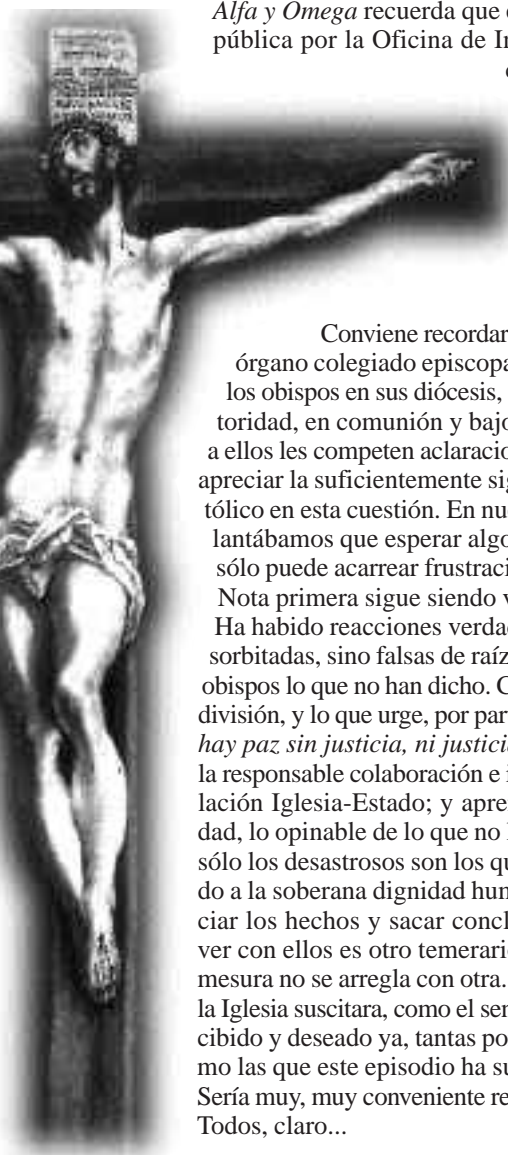 Alfa y Omega recuerda que
pública por la Oficina de In
Conviene recordar
órgano colegiado episcopa
los obispos en sus diócesis,
toridad, en comunión y bajo
a ellos les competen aclaracio
apreciar la suficientemente sig
tólico en esta cuestión. En nue
lantábamos que esperar algo
sólo puede acarrear frustraci
Nota primera sigue siendo v
Ha habido reacciones verdad
sorbitadas, sino falsas de raíz
obispos lo que no han dicho. C
división, y lo que urge, por par
hay paz sin justicia, ni justicia
la responsable colaboración e i
lación Iglesia-Estado; y apre
dad, lo opinable de lo que no l
sólo los desastrosos son los qu
do a la soberana dignidad hum
ciar los hechos y sacar concl
ver con ellos es otro temerari
mesura no se arregla con otra.
la Iglesia suscitara, como el ser
cibido y deseado ya, tantas po
mo las que este episodio ha su
Sería muy, muy conveniente re
Todos, claro...